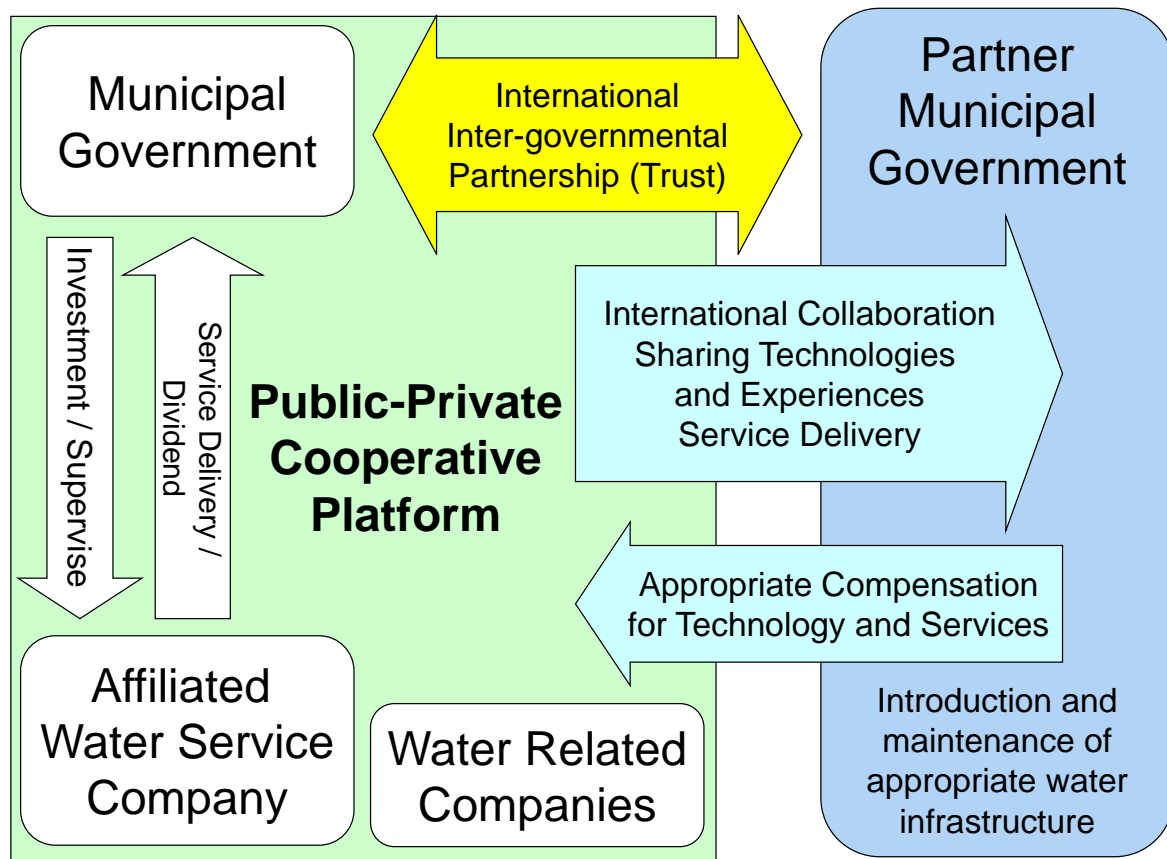 Municipal
Government
International
Inter-governmental
Partnership (Trust)
Partner
Municipal
Government
Investment / Supervise
Service Delivery /
Dividend
Public-Private
Cooperative
Platform
International Collaboration
Sharing Technologies
and Experiences
Service Delivery
Appropriate Compensation
for Technology and Services
Affiliated
Water Service
Company
Water Related
Companies
Introduction and
maintenance of
appropriate water
infrastructure